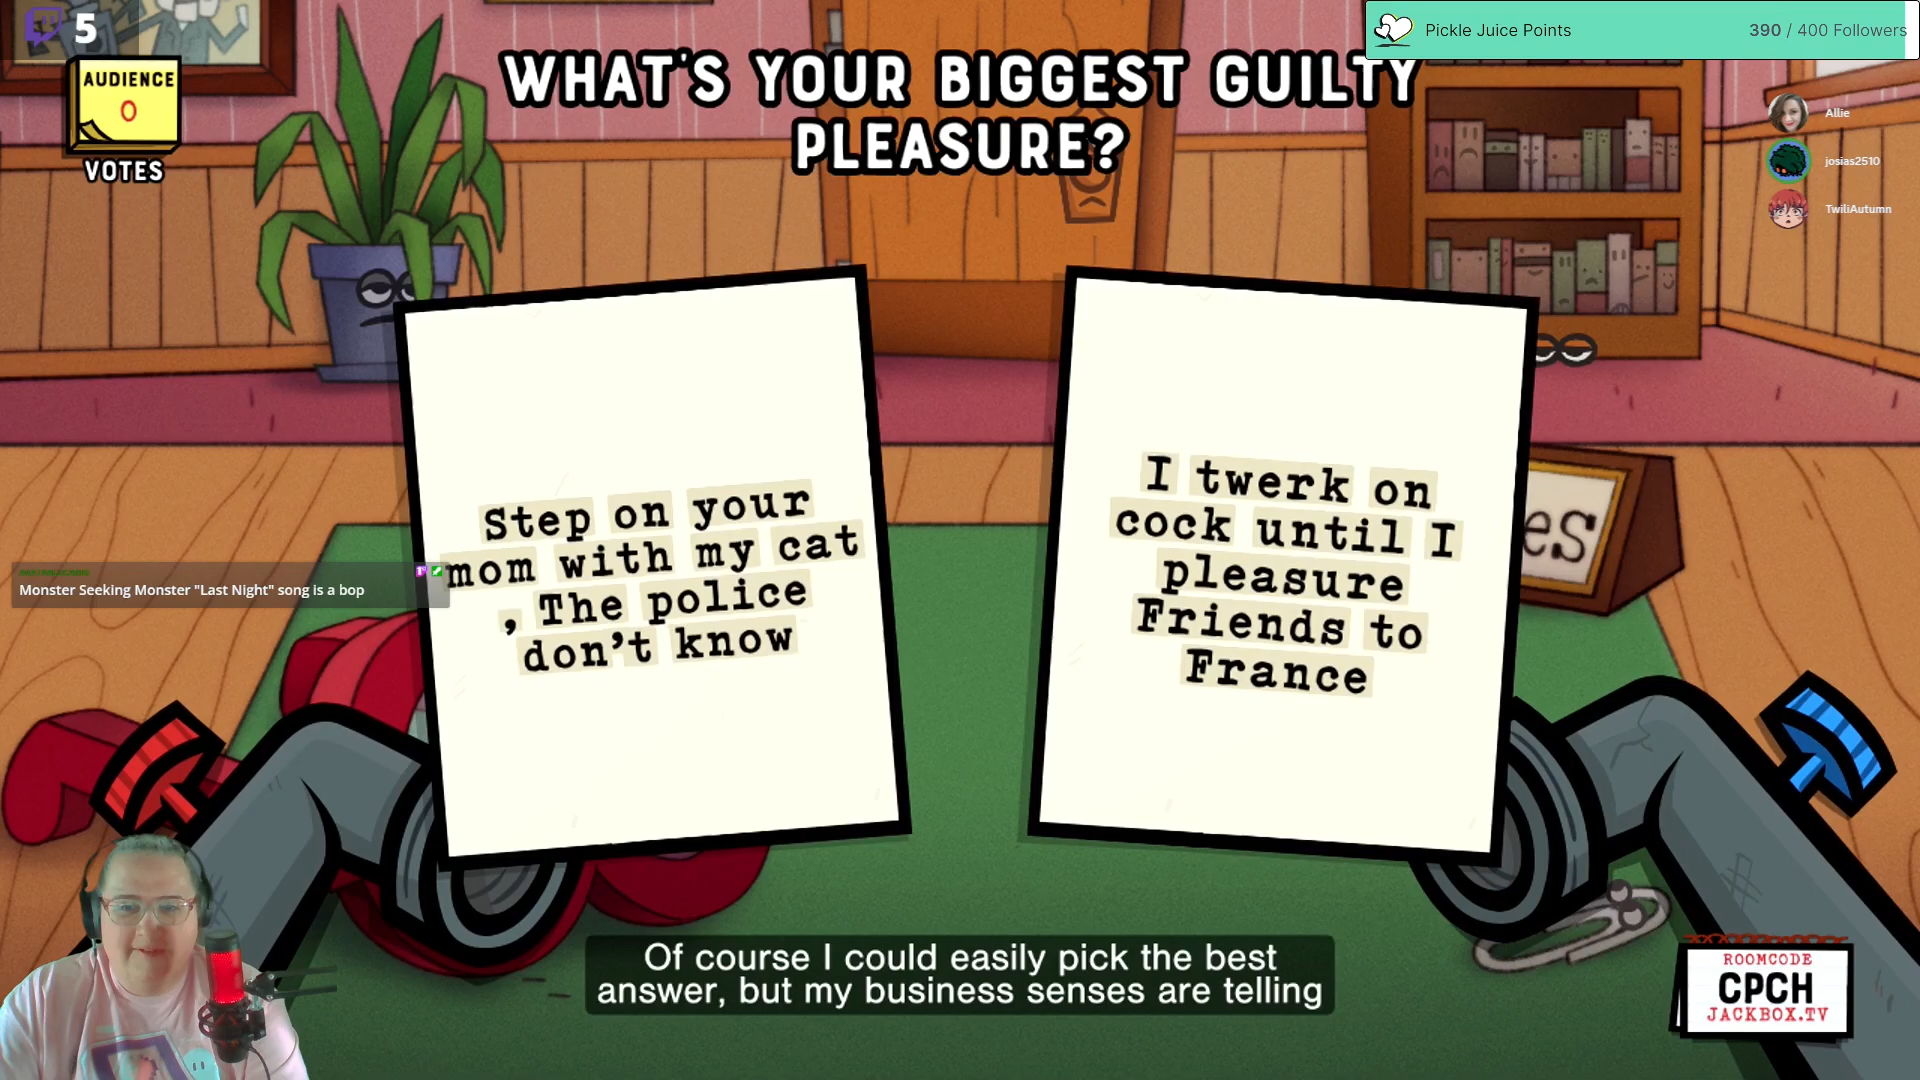 5
AUDIENCE
0
VOTES
WHAT'S YOUR BIGGEST GUILTY
PLEASURE?
Pickle Juice Points
390 / 400 Followers
Allie
josias2510
TwiliAutumn
Step on your
mom with my cat
, The police
don't know
I twerk on
cock until I
pleasure
Friends to
France
es
Monster Seeking Monster "Last Night" song is a bop
Of course I could easily pick the best
answer, but my business senses are telling
ROOMCODE
CPCH
JACKBOX.TV